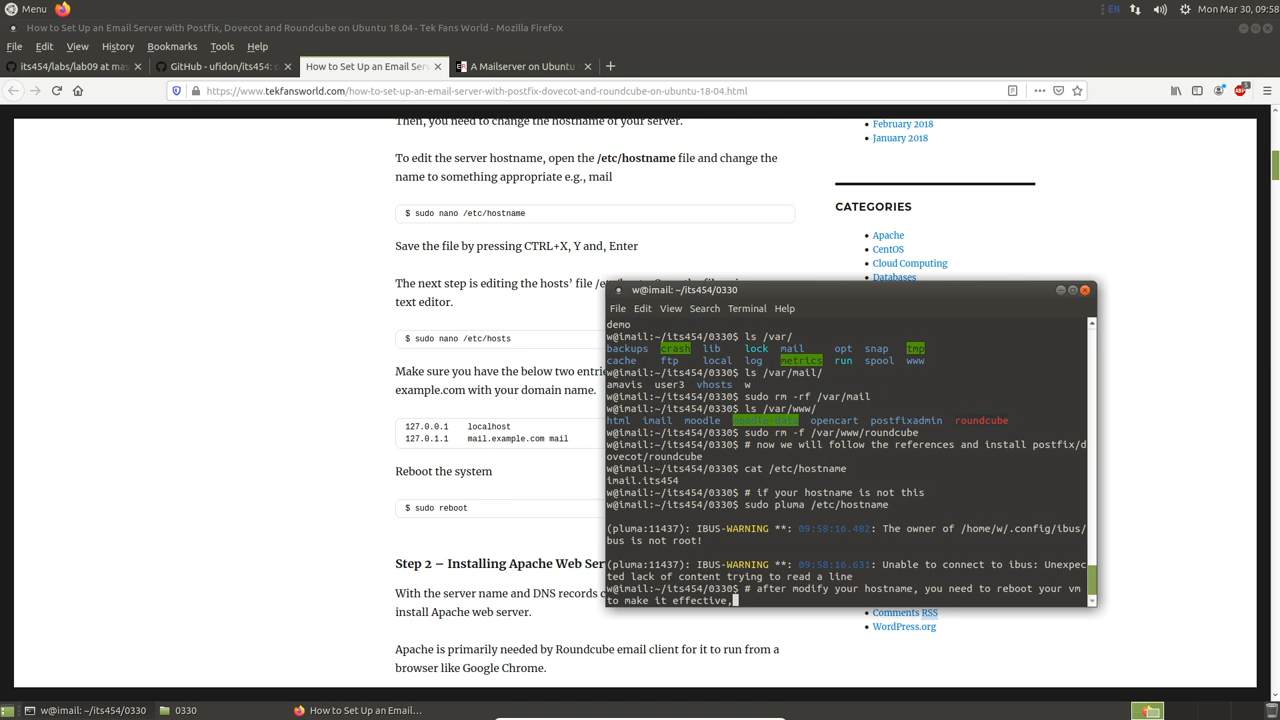 Menu
EN
Mon Mar 30, 09:58
How to Set Up an Email Server with Postfix, Dovecot and Roundcube on Ubuntu 18.04 - Tek Fans World - Mozilla Firefox
File Edit View History Bookmarks Tools Help
its454/labs/lab09 at mas
GitHub - ufidon/its454: c
How to Set Up an Email Serv
A Mailserver on Ubuntu
https://www.tekfansworld.com/how-to-set-up-an-email-server-with-postfix-dovecot-and-roundcube-on-ubuntu-18-04.html
Then, you need to change the hostname of your server.
To edit the server hostname, open the /etc/hostname file and change the
name to something appropriate e.g., mail
$ sudo nano /etc/hostname
Save the file by pressing CTRL+X, Y and, Enter
The next step is editing the hosts’ file
text editor.
$ sudo nano /etc/hosts
Make sure you have the below two entri
example.com with your domain name.
127.0.0.1 localhost
127.0.1.1 mail.example.com mail
Reboot the system
$ sudo reboot
Step 2 – Installing Apache Web Ser
With the server name and DNS records c
install Apache web server.
Apache is primarily needed by Roundcube email client for it to run from a
browser like Google Chrome.
February 2018
January 2018
CATEGORIES
Apache
CentOS
Cloud Computing
Databases
Comments RSS
WordPress.org
w@imail: ~/its454/0330
File Edit View Search Terminal Help
demo
w@imail:~/its454/0330$ ls /var/
backups crash lib lock mail opt snap tmp
cache ftp local log metrics run spool www
w@imail:~/its454/0330$ ls /var/mail/
amavis user3 vhosts w
w@imail:~/its454/0330$ sudo rm -rf /var/mail
w@imail:~/its454/0330$ ls /var/www/
html imail moodle opencart postfixadmin roundcube
w@imail:~/its454/0330$ sudo rm -f /var/www/roundcube
w@imail:~/its454/0330$ # now we will follow the references and install postfix/d
ovecot/roundcube
w@imail:~/its454/0330$ cat /etc/hostname
imail.its454
w@imail:~/its454/0330$ # if your hostname is not this
w@imail:~/its454/0330$ sudo pluma /etc/hostname
(pluma:11437): IBUS-WARNING **: 09:58:16.482: The owner of /home/w/.config/ibus/
bus is not root!
(pluma:11437): IBUS-WARNING **: 09:58:16.631: Unable to connect to ibus: Unexpec
ted lack of content trying to read a line
w@imail:~/its454/0330$ # after modify your hostname, you need to reboot your vm
to make it effective,
w@imail: ~/its454/0330
0330
How to Set Up an Email…